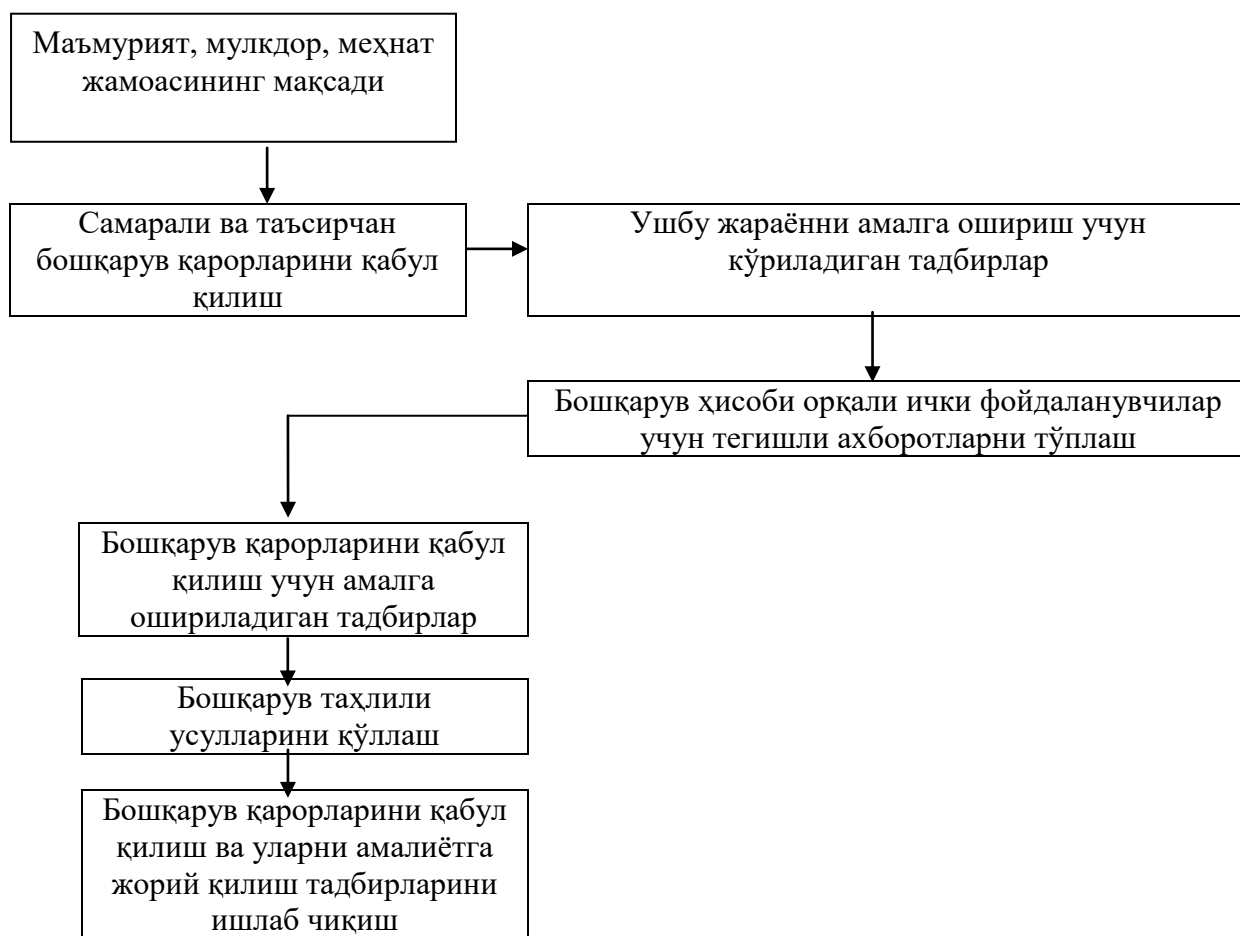 Маъмурият, мулкдор, меҳнат
жамоасининг мақсади
Самарали ва таъсирчан
бошқарув қарорларини қабул
қилиш
Ушбу жараённи амалга ошириш учун
кўриладиган тадбирлар
Бошқарув ҳисоби орқали ички фойдаланувчилар
учун тегишли ахборотларни тўплаш
Бошқарув қарорларини қабул
қилиш учун амалга
ошириладиган тадбирлар
Бошқарув таҳлили
усулларини қўллаш
Бошқарув қарорларини қабул
қилиш ва уларни амалиётга
жорий қилиш тадбирларини
ишлаб чиқиш